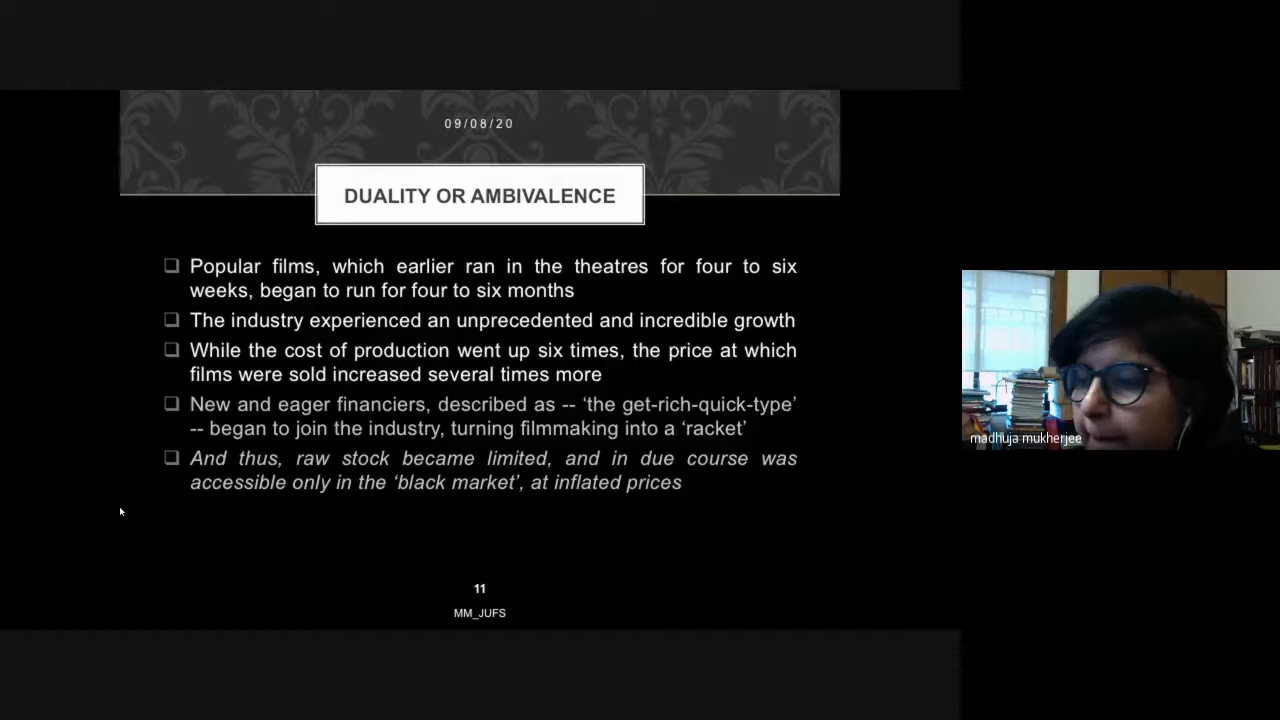 09/08/20
DUALITY OR AMBIVALENCE
Popular films, which earlier ran in the theatres for four to six
weeks, began to run for four to six months
The industry experienced an unprecedented and incredible growth
While the cost of production went up six times, the price at which
films were sold increased several times more
New and eager financiers, described as -- ‘the get-rich-quick-type’
-- began to join the industry, turning filmmaking into a ‘racket’
And thus, raw stock became limited, and in due course was
accessible only in the ‘black market’, at inflated prices
madhuja mukherjee
11
MM_JUFS